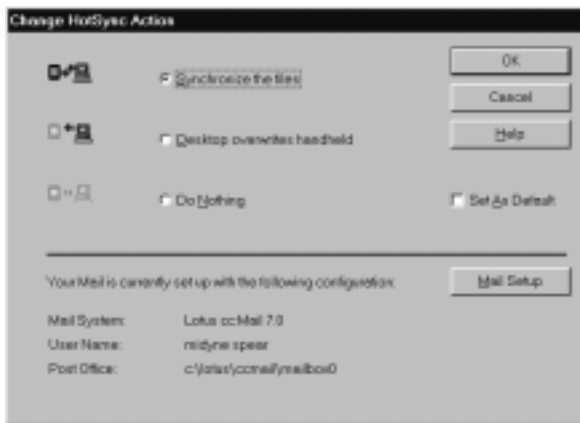 Change HotSync Action
Synchronize the files
OK
Cancel
Desktop overwrites handheld
Help
Do Nothing
Set As Default
Your Mail is currently set up with the following configuration:
Mail Setup
Mail System: Lotus cc:Mail 7.0
User Name: midyne spear
Post Office: c:\lotus\ccmail\mailbox0